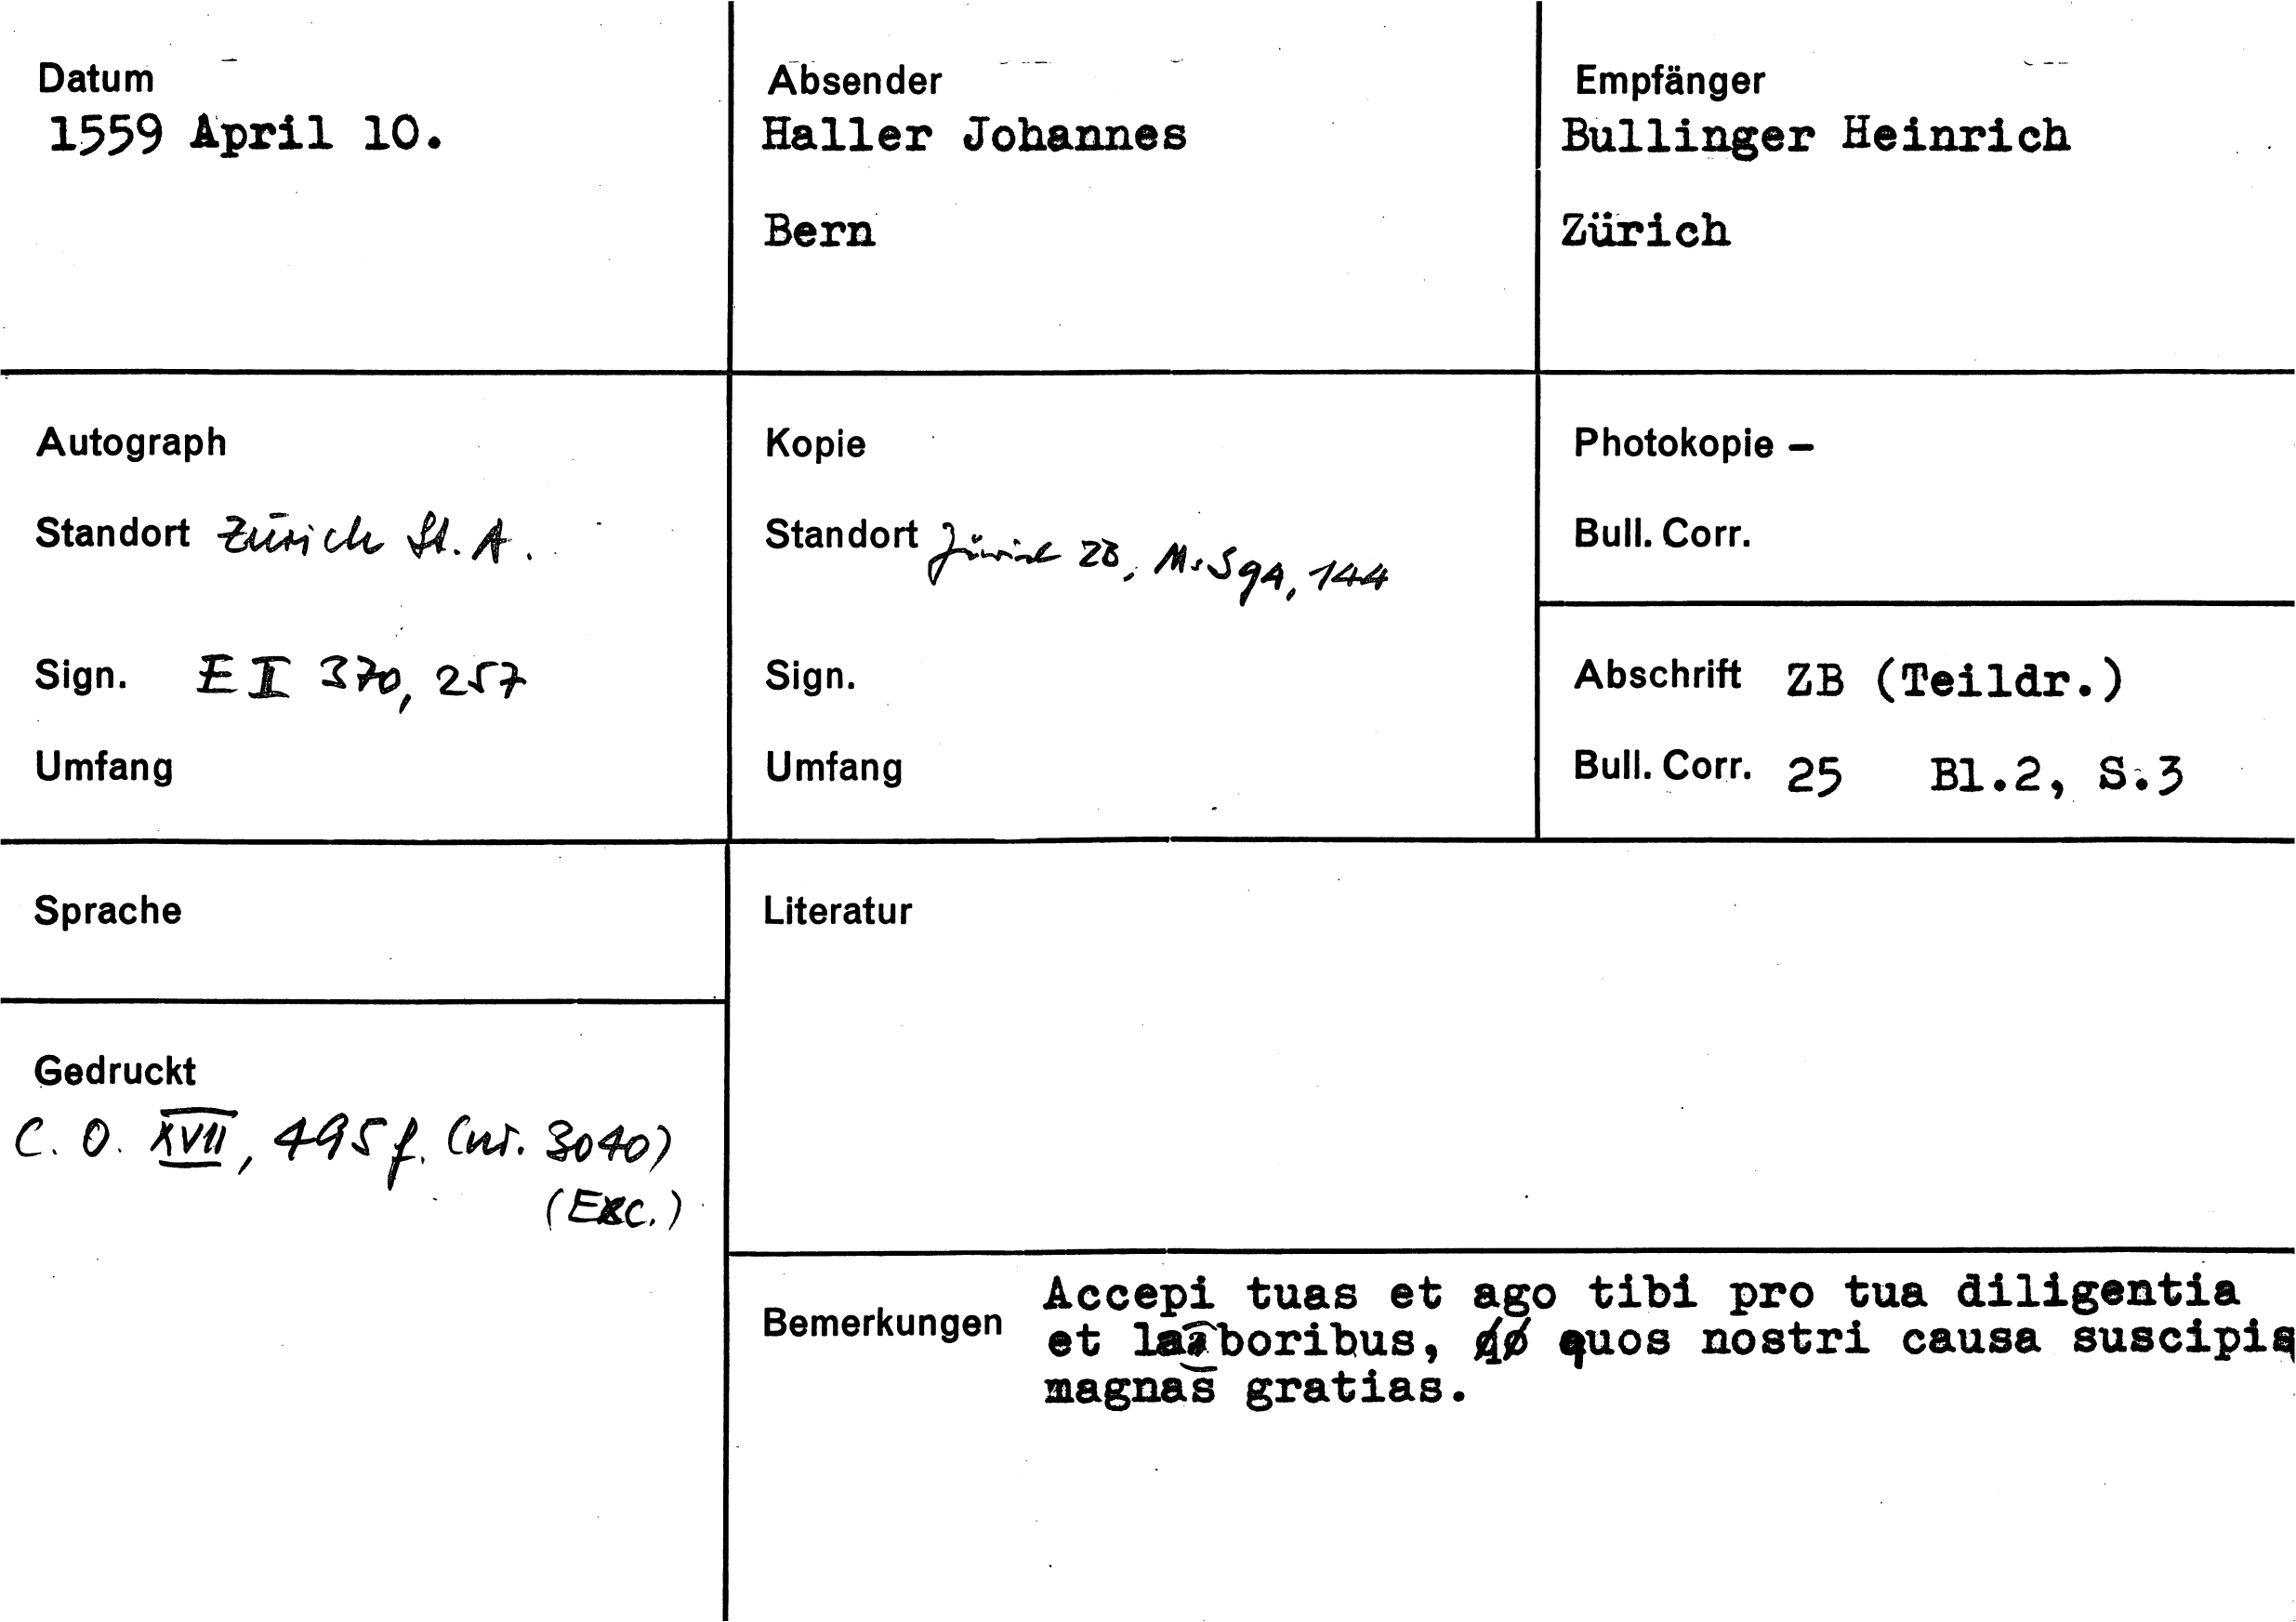 Datum
1559 April 10.
Absender
Haller Johannes
Bern
Empfänger
Bullinger Heinrich
Zürich
Autograph
Standort Zürich St. A.
Sign. E I 370, 257
Umfang
Kopie
Standort Zürich ZB, Ms S 94, 144
Sign.
Umfang
Photokopie –
Bull. Corr.
Abschrift ZB (Teildr.)
Bull. Corr. 25 Bl.2, S.3
Sprache
Gedruckt
C. O. XVII, 495 f. (nr. 3040)
(Exc.)
Literatur
Bemerkungen
Accepi tuas et ago tibi pro tua diligentia
et laboribus, quos nostri causa suscipis
magnas gratias.